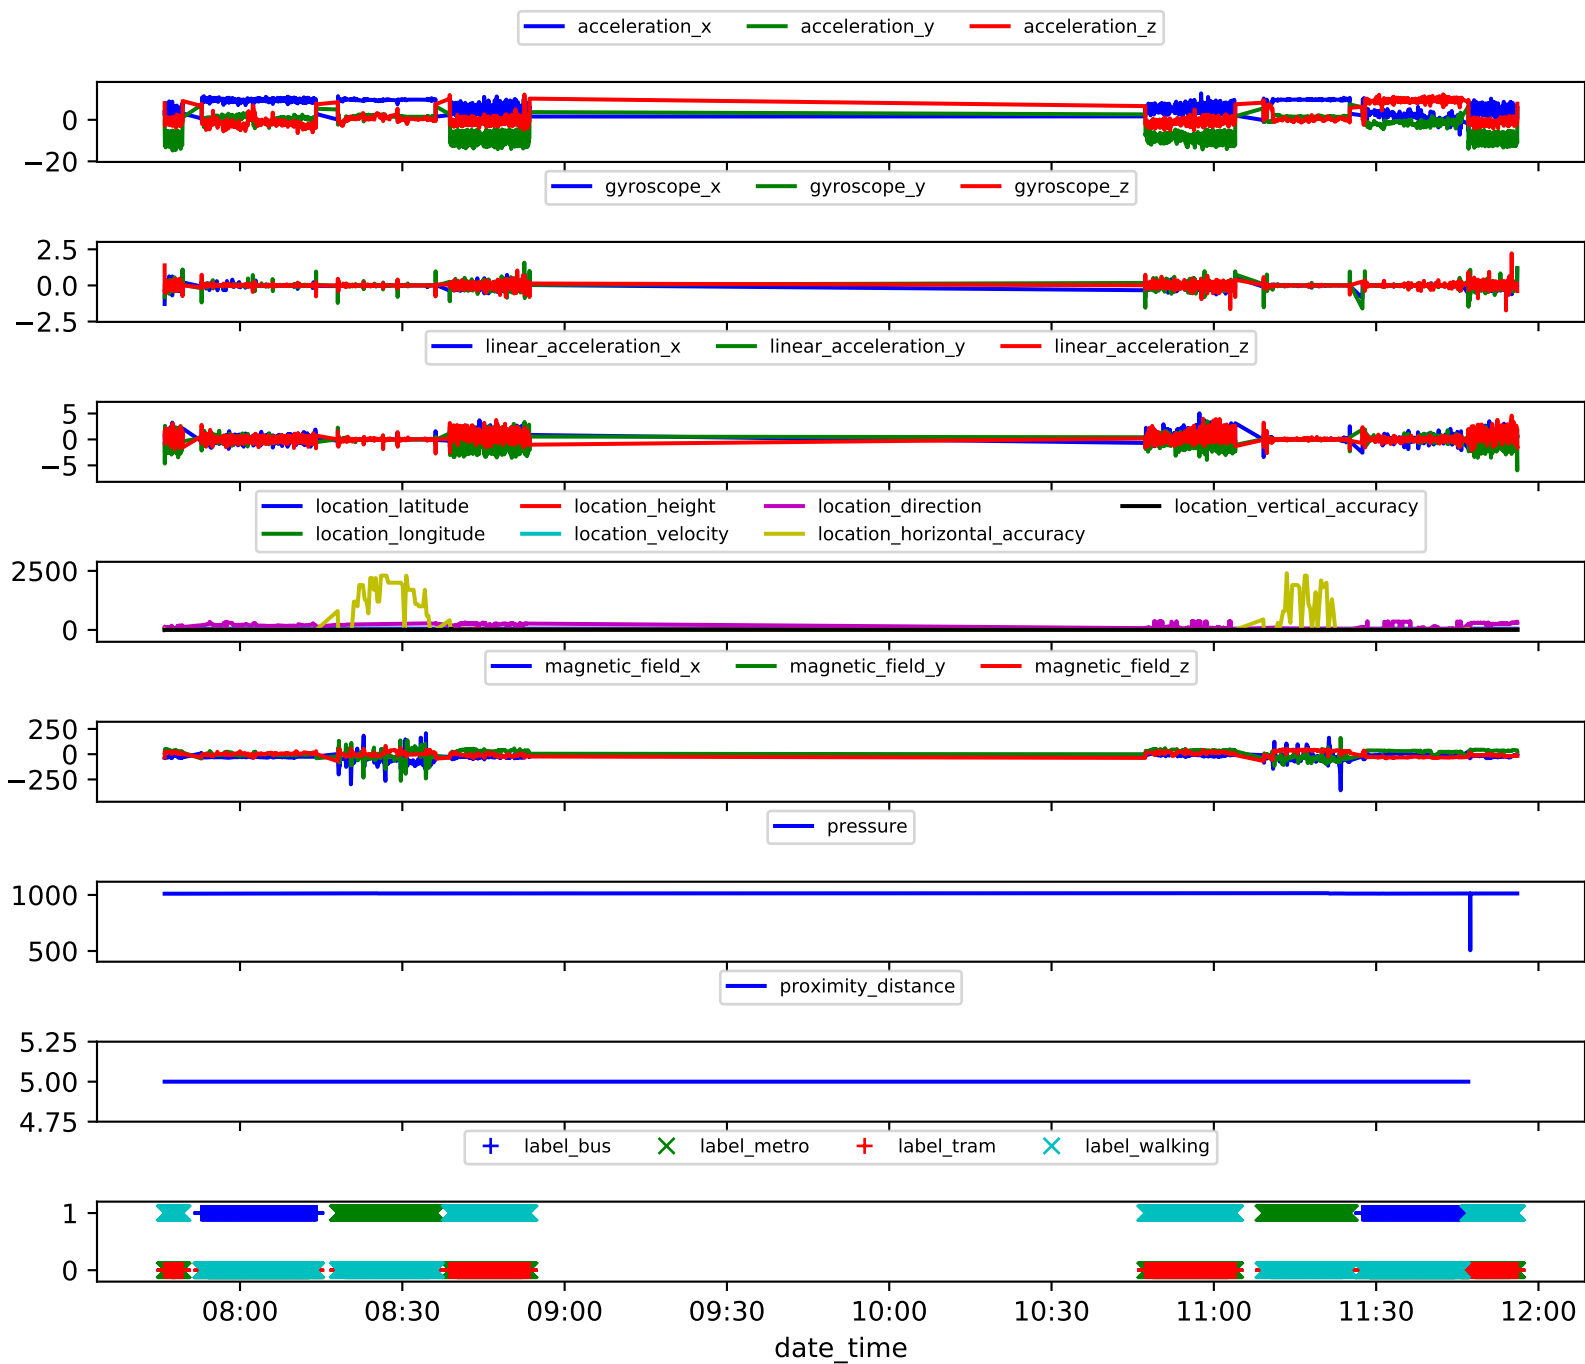 acceleration_x acceleration_y acceleration_z
0
−20
gyroscope_x gyroscope_y gyroscope_z
2.5
0.0
−2.5
linear_acceleration_x linear_acceleration_y linear_acceleration_z
5
0
−5
location_latitude location_height location_direction location_vertical_accuracy
location_longitude location_velocity location_horizontal_accuracy
2500
0
magnetic_field_x magnetic_field_y magnetic_field_z
250
0
−250
pressure
1000
500
proximity_distance
5.25
5.00
4.75
label_bus label_metro label_tram label_walking
1
0
08:00 08:30 09:00 09:30 10:00 10:30 11:00 11:30 12:00
date_time